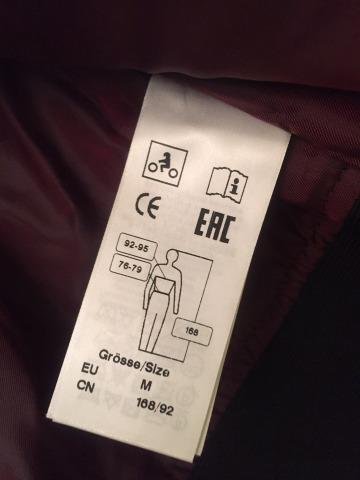 i
CE
EAC
92-95
76-79
168
Grösse/Size
EU M
CN 168/92